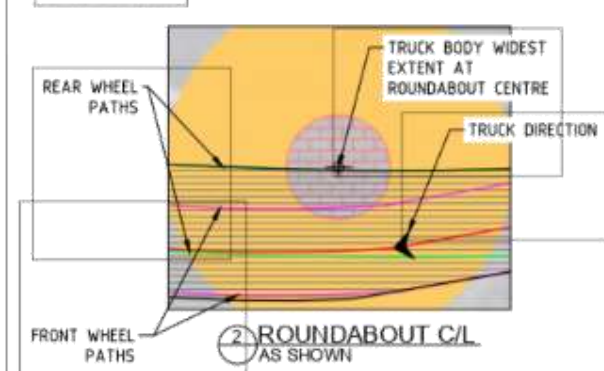 TRUCK BODY WIDEST
EXTENT AT
ROUNDABOUT CENTRE
REAR WHEEL
PATHS
TRUCK DIRECTION
FRONT WHEEL
PATHS
2 ROUNDABOUT C/L
AS SHOWN